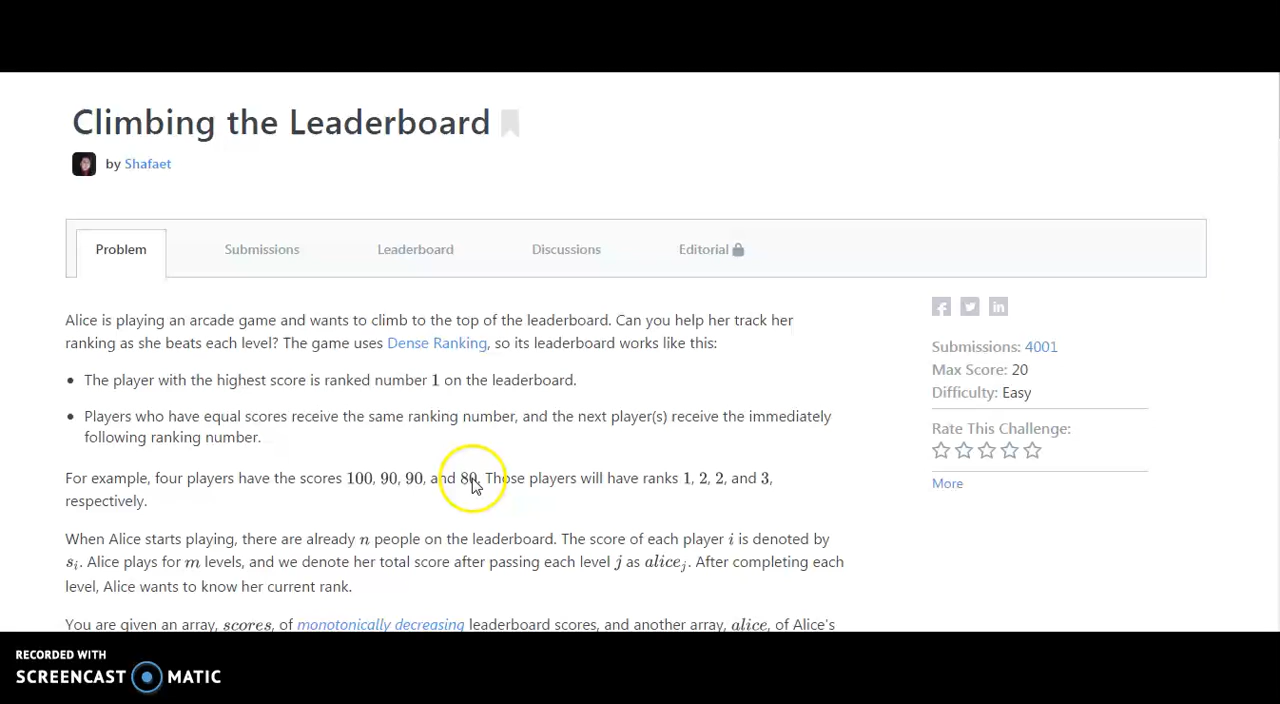 Climbing the Leaderboard
by Shafaet
Problem Submissions Leaderboard Discussions Editorial
Alice is playing an arcade game and wants to climb to the top of the leaderboard. Can you help her track her
ranking as she beats each level? The game uses Dense Ranking, so its leaderboard works like this:
• The player with the highest score is ranked number 1 on the leaderboard.
• Players who have equal scores receive the same ranking number, and the next player(s) receive the immediately
following ranking number.
For example, four players have the scores 100, 90, 90, and 80. Those players will have ranks 1, 2, 2, and 3,
respectively.
When Alice starts playing, there are already n people on the leaderboard. The score of each player i is denoted by
s_i. Alice plays for m levels, and we denote her total score after passing each level j as alice_j. After completing each
level, Alice wants to know her current rank.
You are given an array, scores, of monotonically decreasing leaderboard scores, and another array, alice, of Alice's
Submissions: 4001
Max Score: 20
Difficulty: Easy
Rate This Challenge:
More
RECORDED WITH
SCREENCAST MATIC